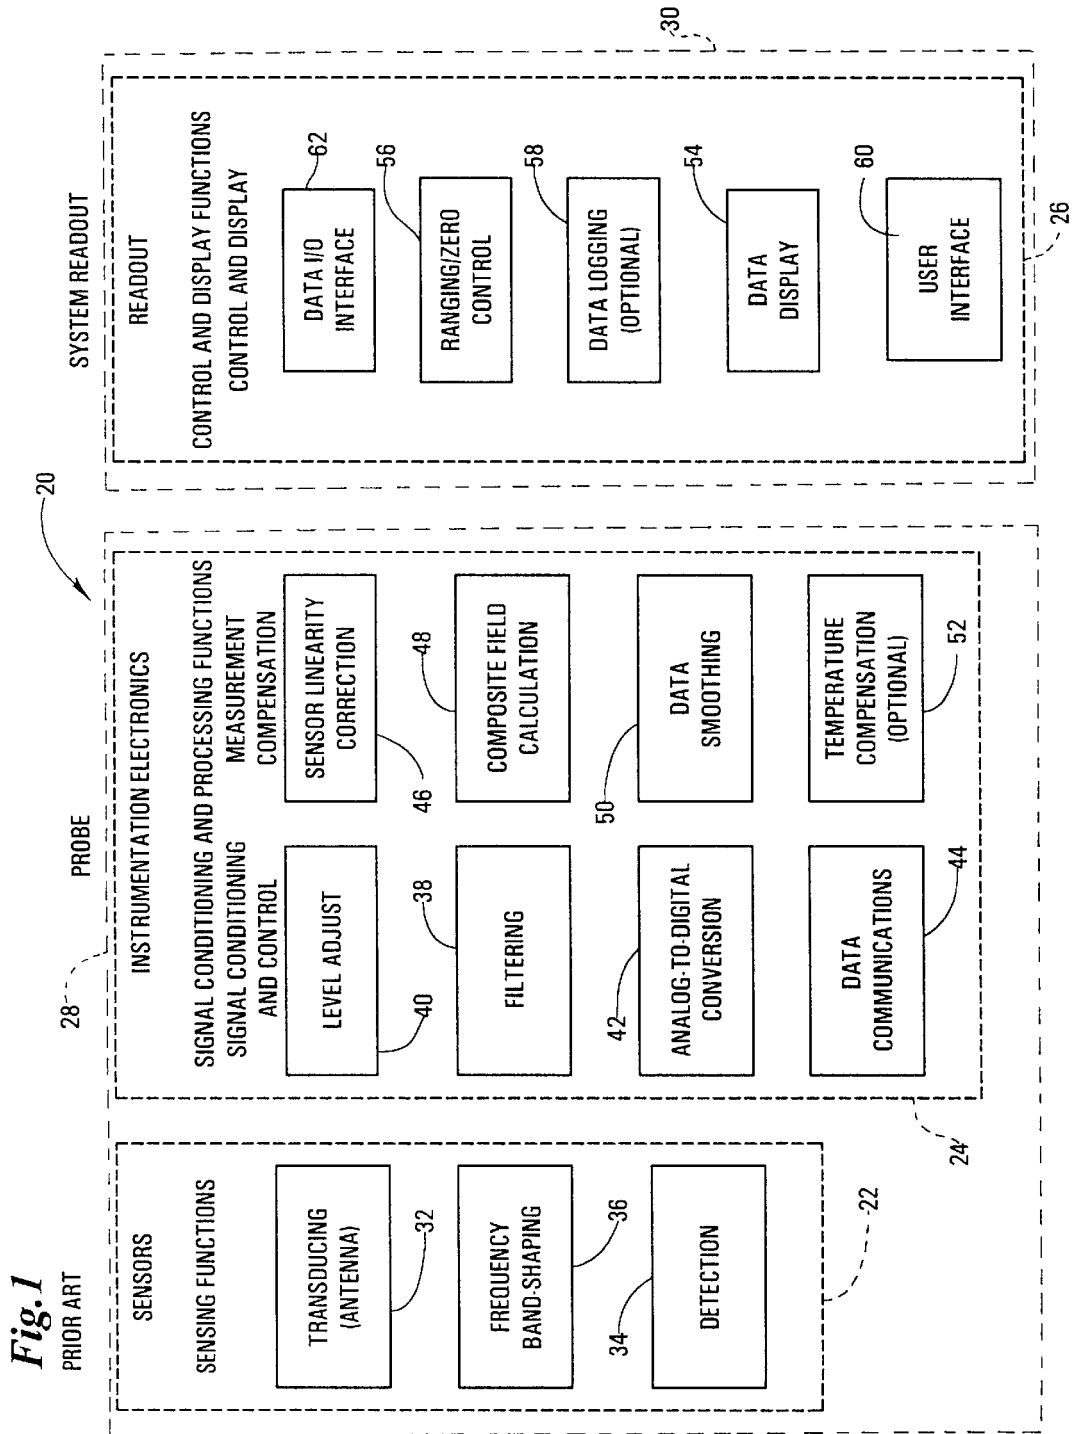 Fig.1
PRIOR ART
20
PROBE
28
SENSORS
SENSING FUNCTIONS
TRANSDUCING
(ANTENNA)
32
FREQUENCY
BAND-SHAPING
36
34
DETECTION
22
INSTRUMENTATION ELECTRONICS
SIGNAL CONDITIONING AND PROCESSING FUNCTIONS
SIGNAL CONDITIONING
AND CONTROL
LEVEL ADJUST
40
38
FILTERING
42
ANALOG-TO-DIGITAL
CONVERSION
DATA
COMMUNICATIONS
44
MEASUREMENT
COMPENSATION
SENSOR LINEARITY
CORRECTION
46
48
COMPOSITE FIELD
CALCULATION
50
DATA
SMOOTHING
TEMPERATURE
COMPENSATION
(OPTIONAL)
52
24
SYSTEM READOUT
READOUT
CONTROL AND DISPLAY FUNCTIONS
CONTROL AND DISPLAY
DATA I/O
INTERFACE
62
56
RANGING/ZERO
CONTROL
58
DATA LOGGING
(OPTIONAL)
54
DATA
DISPLAY
60
USER
INTERFACE
26
30